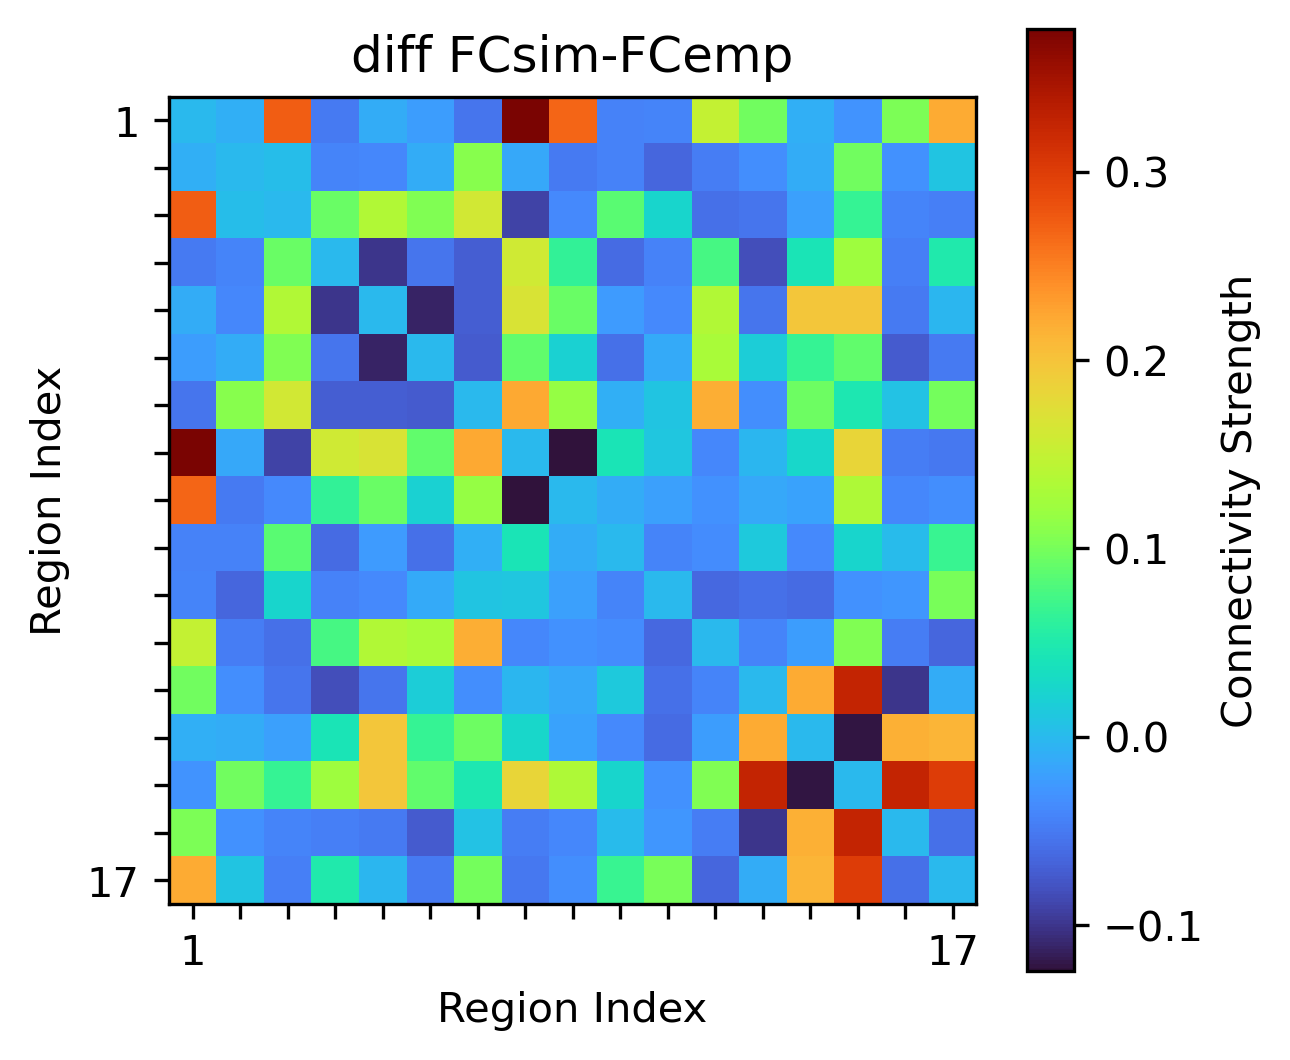 diff FCsim-FCemp
1
17
Region Index
1
17
Region Index
0.3
0.2
0.1
0.0
−0.1
Connectivity Strength